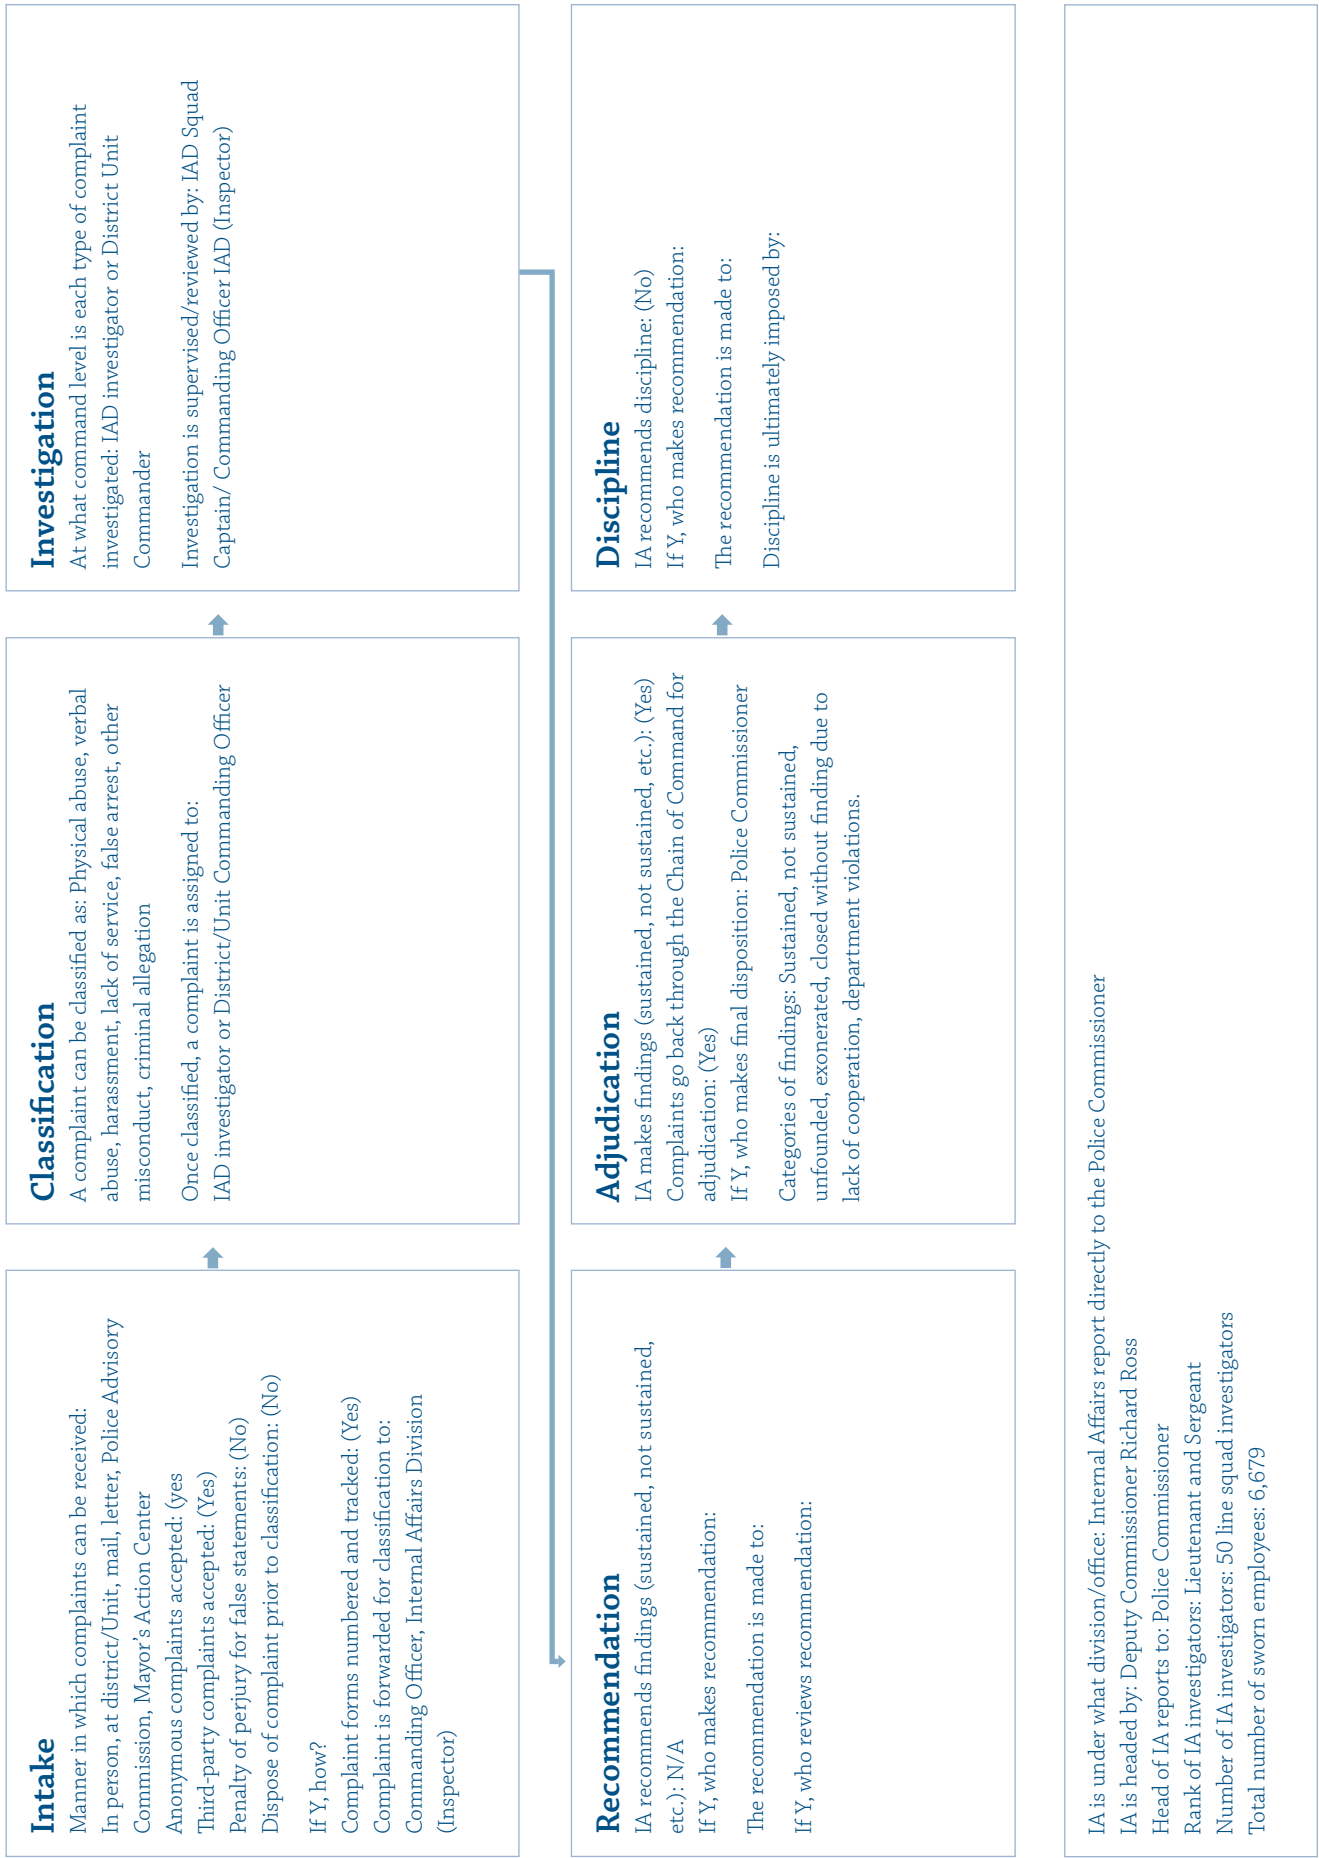 Intake
Manner in which complaints can be received:
In person, at district/Unit, mail, letter, Police Advisory
Commission, Mayor's Action Center
Anonymous complaints accepted: (yes
Third-party complaints accepted: (Yes)
Penalty of perjury for false statements: (No)
Dispose of complaint prior to classification: (No)
If Y, how?
Complaint forms numbered and tracked: (Yes)
Complaint is forwarded for classification to:
Commanding Officer, Internal Affairs Division
(Inspector)
Classification
A complaint can be classified as: Physical abuse, verbal
abuse, harassment, lack of service, false arrest, other
misconduct, criminal allegation
Once classified, a complaint is assigned to:
IAD investigator or District/Unit Commanding Officer
Investigation
At what command level is each type of complaint
investigated: IAD investigator or District Unit
Commander
Investigation is supervised/reviewed by: IAD Squad
Captain/ Commanding Officer IAD (Inspector)
Recommendation
IA recommends findings (sustained, not sustained,
etc.): N/A
If Y, who makes recommendation:
The recommendation is made to:
If Y, who reviews recommendation:
Adjudication
IA makes findings (sustained, not sustained, etc.): (Yes)
Complaints go back through the Chain of Command for
adjudication: (Yes)
If Y, who makes final disposition: Police Commissioner
Categories of findings: Sustained, not sustained,
unfounded, exonerated, closed without finding due to
lack of cooperation, department violations.
Discipline
IA recommends discipline: (No)
If Y, who makes recommendation:
The recommendation is made to:
Discipline is ultimately imposed by:
IA is under what division/office: Internal Affairs report directly to the Police Commissioner
IA is headed by: Deputy Commissioner Richard Ross
Head of IA reports to: Police Commissioner
Rank of IA investigators: Lieutenant and Sergeant
Number of IA investigators: 50 line squad investigators
Total number of sworn employees: 6,679